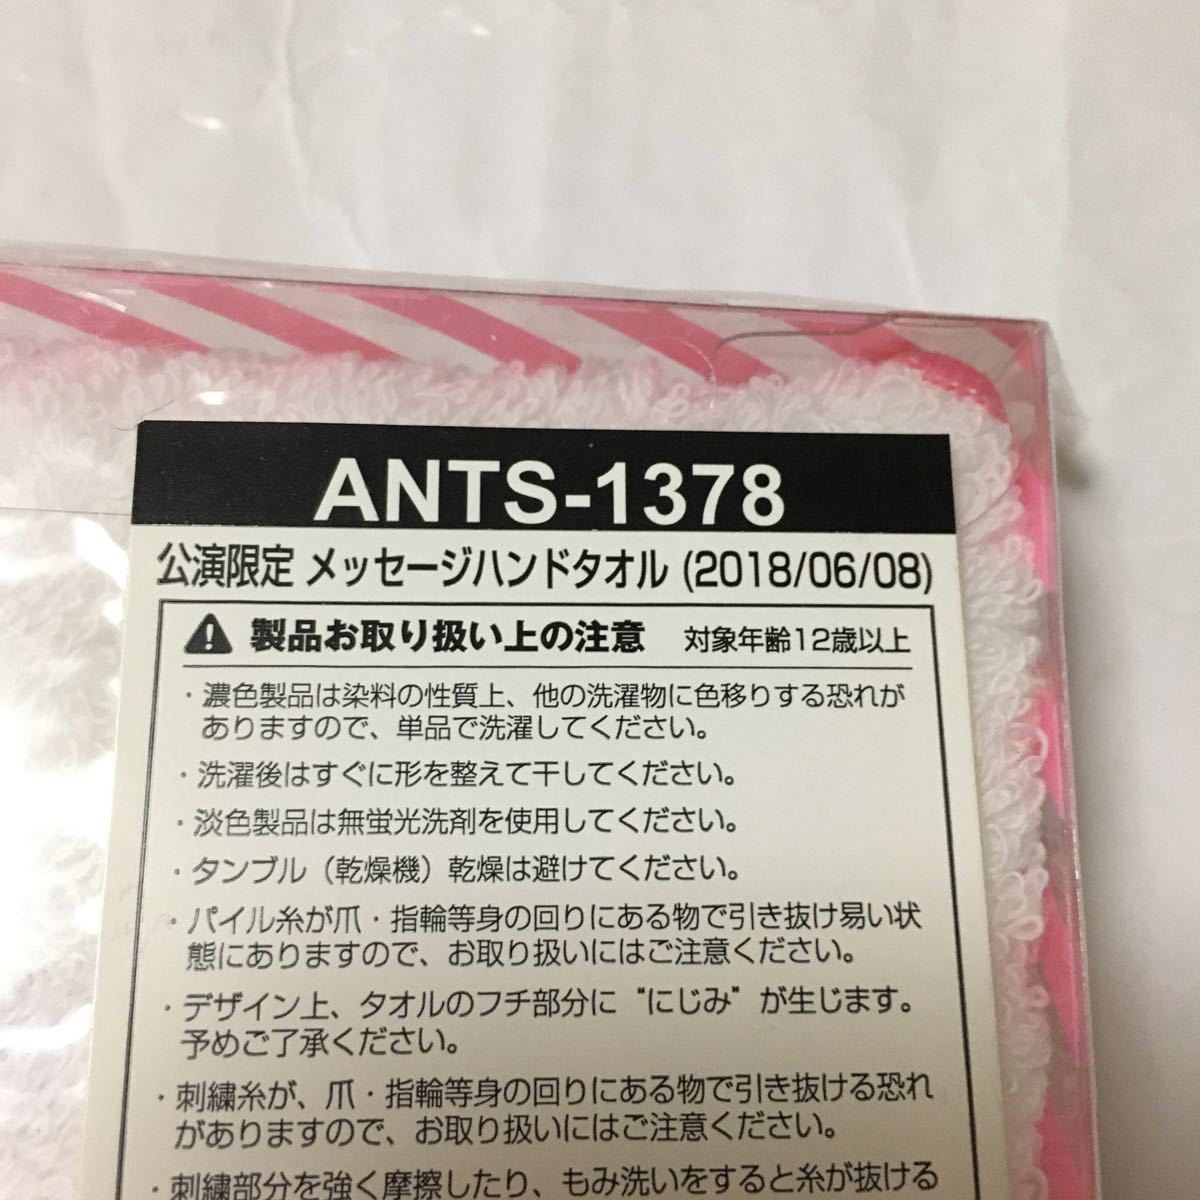 ANTS-1378
公演限定 メッセージハンドタオル (2018/06/08)
製品お取り扱い上の注意 対象年齢12歳以上
・濃色製品は染料の性質上、他の洗濯物に色移りする恐れが
ありますので、単品で洗濯してください。
・洗濯後はすぐに形を整えて干してください。
・淡色製品は無蛍光洗剤を使用してください。
・タンブル（乾燥機）乾燥は避けてください。
・パイル糸が爪・指輪等身の回りにある物で引き抜け易い状
態にありますので、お取り扱いにはご注意ください。
・デザイン上、タオルのフチ部分に“にじみ”が生じます。
予めご了承ください。
・刺繍糸が、爪・指輪等身の回りにある物で引き抜ける恐れ
がありますので、お取り扱いにはご注意ください。
・刺繍部分を強く摩擦したり、もみ洗いをすると糸が抜ける